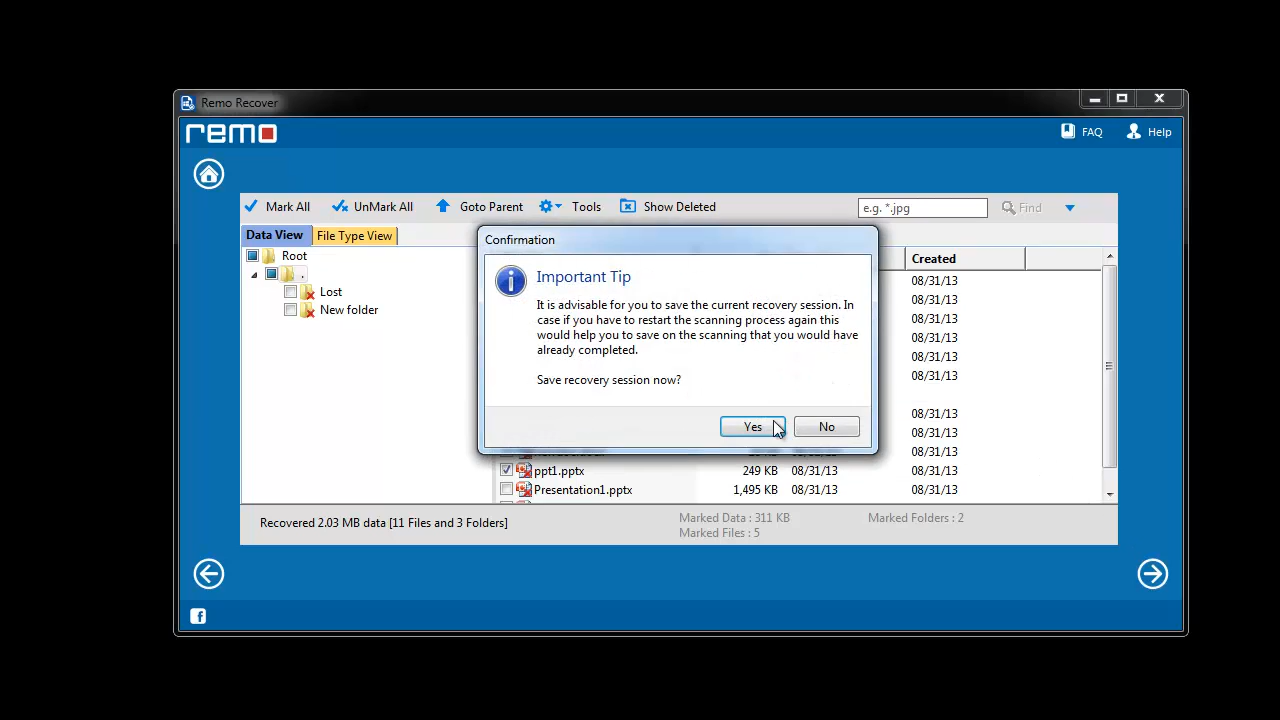 Remo Recover
remo
FAQ Help
Mark All UnMark All Goto Parent Tools Show Deleted e.g. *.jpg Find
Data View File Type View
Confirmation
Important Tip
It is advisable for you to save the current recovery session. In
case if you have to restart the scanning process again this
would help you to save on the scanning that you would have
already completed.
Save recovery session now?
Yes No
Root
.
Lost
New folder
Created
08/31/13
08/31/13
08/31/13
08/31/13
08/31/13
08/31/13
08/31/13
08/31/13
08/31/13
08/31/13
ppt1.pptx 249 KB 08/31/13 08/31/13
Presentation1.pptx 1,495 KB 08/31/13 08/31/13
Recovered 2.03 MB data [11 Files and 3 Folders]
Marked Data : 311 KB Marked Folders : 2
Marked Files : 5
f